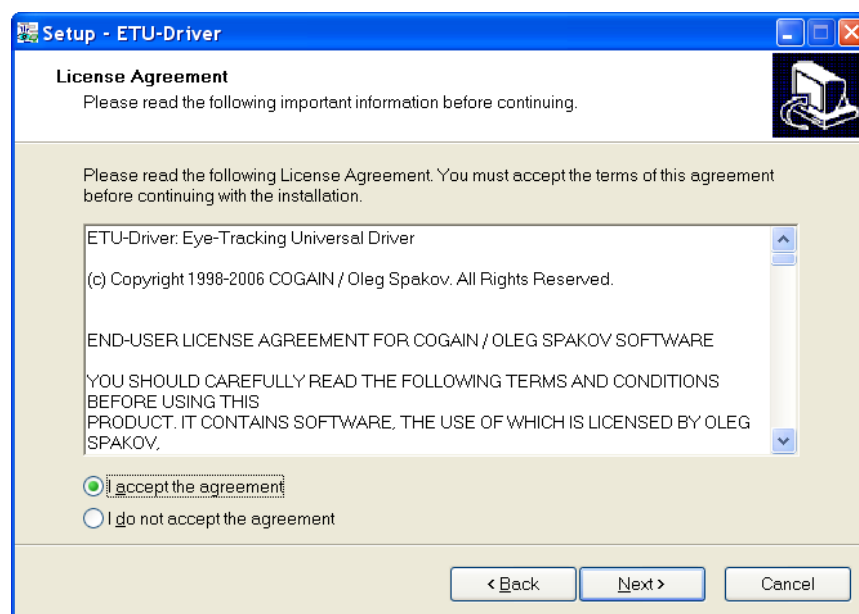 Setup - ETU-Driver
License Agreement
Please read the following important information before continuing.
Please read the following License Agreement. You must accept the terms of this agreement
before continuing with the installation.
ETU-Driver: Eye-Tracking Universal Driver
(c) Copyright 1998-2006 COGAIN / Oleg Spakov. All Rights Reserved.
END-USER LICENSE AGREEMENT FOR COGAIN / OLEG SPAKOV SOFTWARE
YOU SHOULD CAREFULLY READ THE FOLLOWING TERMS AND CONDITIONS
BEFORE USING THIS
PRODUCT. IT CONTAINS SOFTWARE, THE USE OF WHICH IS LICENSED BY OLEG
SPAKOV,
I accept the agreement
I do not accept the agreement
< Back
Next >
Cancel